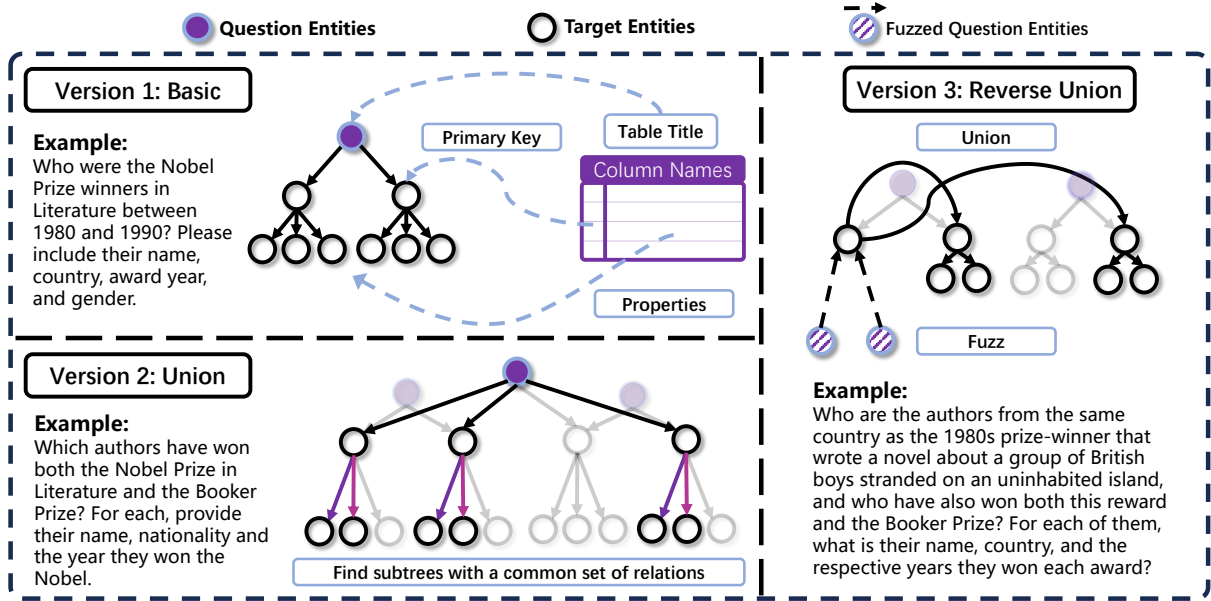 Question Entities
Target Entities
Fuzzed Question Entities
Version 1: Basic
Example:
Who were the Nobel
Prize winners in
Literature between
1980 and 1990? Please
include their name,
country, award year,
and gender.
Primary Key
Table Title
Column Names
Properties
Version 2: Union
Example:
Which authors have won
both the Nobel Prize in
Literature and the Booker
Prize? For each, provide
their name, nationality and
the year they won the
Nobel.
Find subtrees with a common set of relations
Version 3: Reverse Union
Union
Fuzz
Example:
Who are the authors from the same
country as the 1980s prize-winner that
wrote a novel about a group of British
boys stranded on an uninhabited island,
and who have also won both this reward
and the Booker Prize? For each of them,
what is their name, country, and the
respective years they won each award?